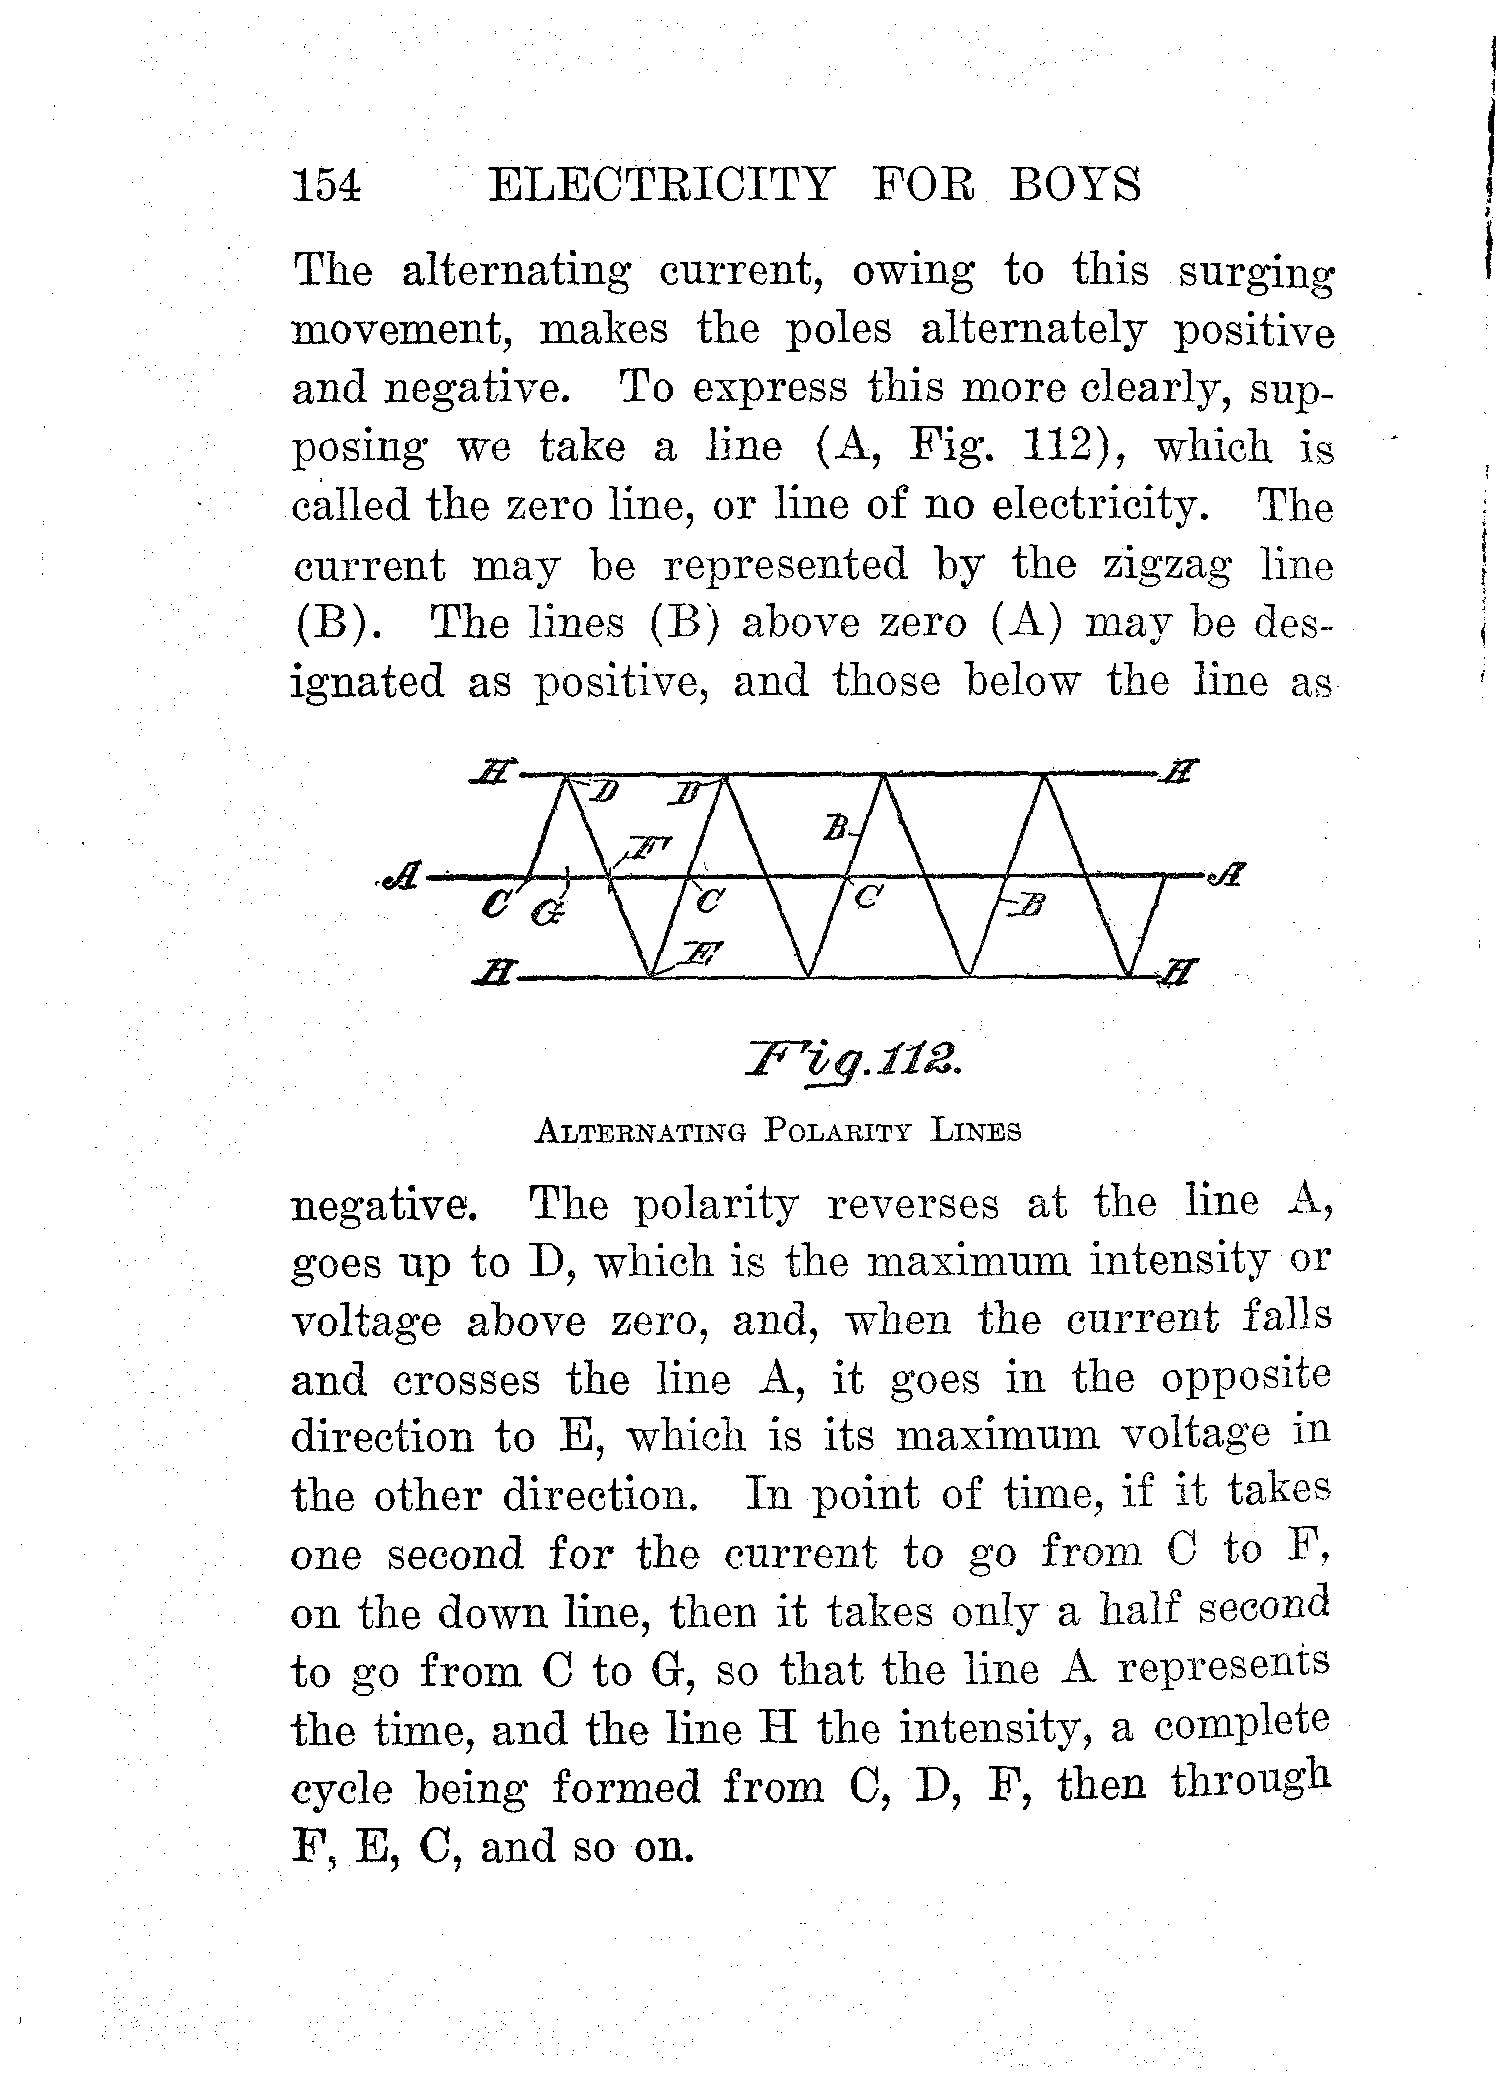 154 ELECTRICITY FOR BOYS
The alternating current, owing to this surging
movement, makes the poles alternately positive
and negative. To express this more clearly, sup-
posing we take a line (A, Fig. 112), which is
called the zero line, or line of no electricity. The
current may be represented by the zigzag line
(B). The lines (B) above zero (A) may be des-
ignated as positive, and those below the line as
H H
D D
B
F
A A
C G C C B
E
H H
Fig.112.
ALTERNATING POLARITY LINES
negative. The polarity reverses at the line A,
goes up to D, which is the maximum intensity or
voltage above zero, and, when the current falls
and crosses the line A, it goes in the opposite
direction to E, which is its maximum voltage in
the other direction. In point of time, if it takes
one second for the current to go from C to F,
on the down line, then it takes only a half second
to go from C to G, so that the line A represents
the time, and the line H the intensity, a complete
cycle being formed from C, D, F, then through
F, E, C, and so on.